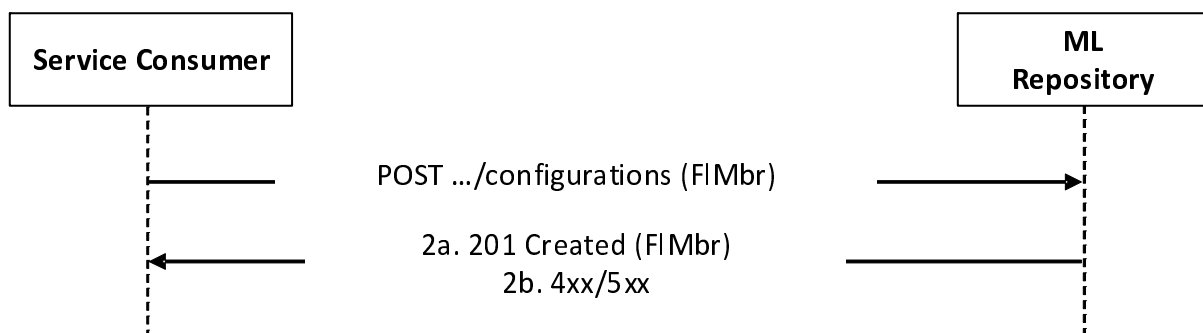 Service Consumer
ML
Repository
POST …/configurations (FlMbr)
2a. 201 Created (FlMbr)
2b. 4xx/5xx